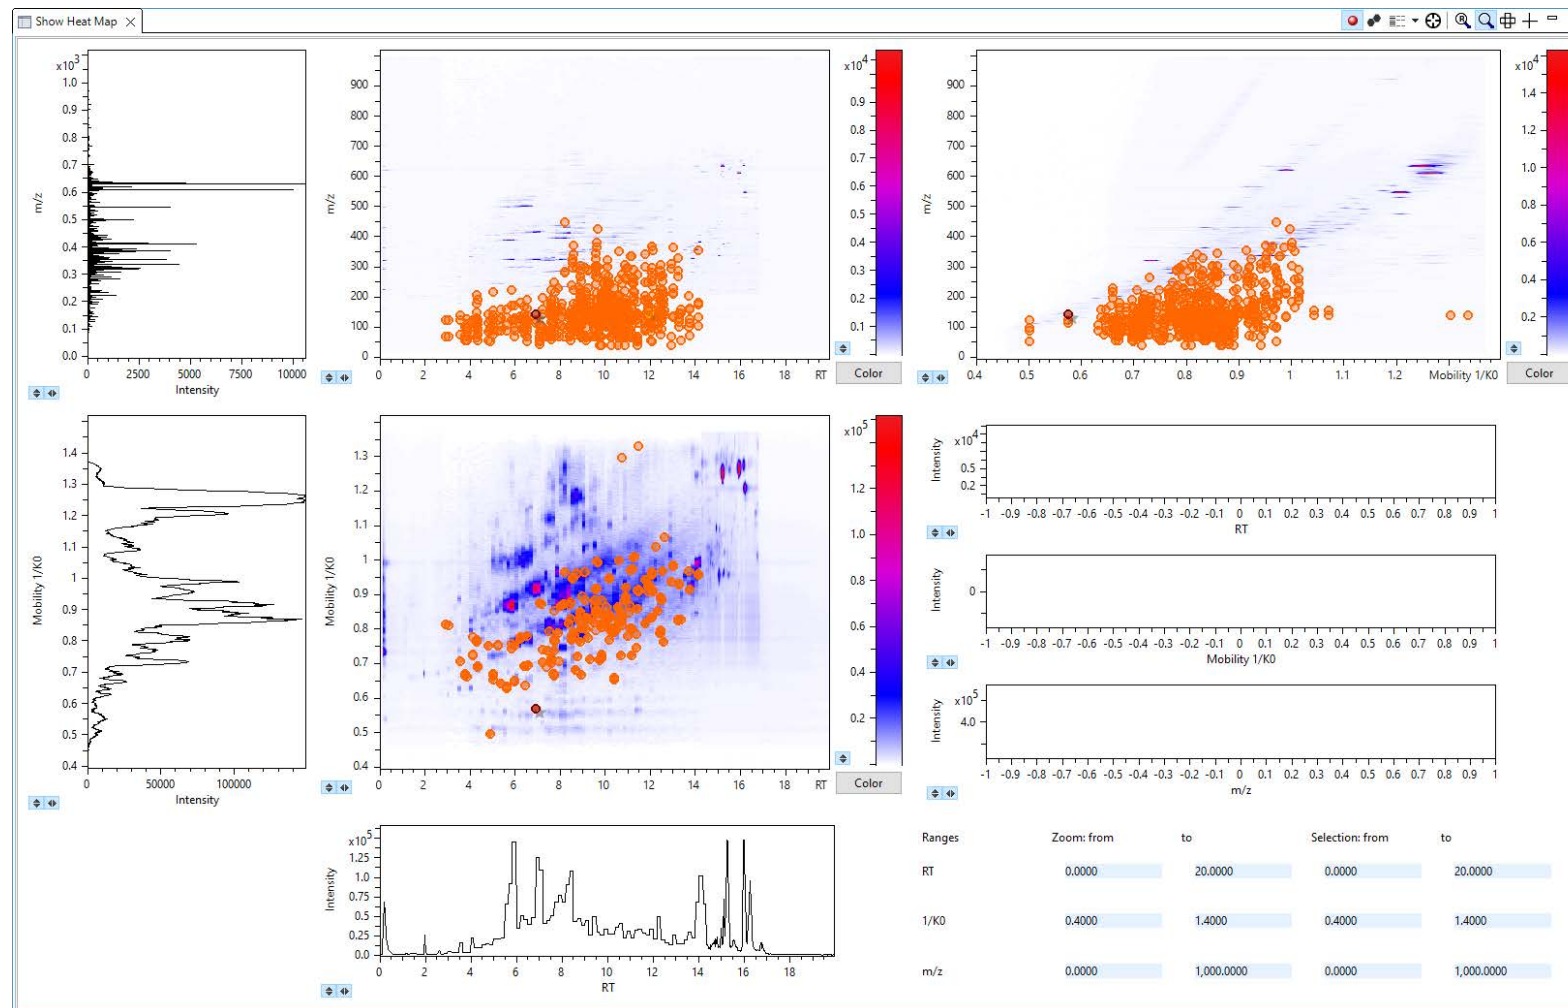 Show Heat Map
x10³
1.0
0.9
0.8
0.7
0.6
0.5
0.4
0.3
0.2
0.1
0.0
m/z
0 2500 5000 7500 10000
Intensity
900
800
700
600
500
400
300
200
100
0
m/z
0 2 4 6 8 10 12 14 16 18 RT
x10⁴
0.9
0.8
0.7
0.6
0.5
0.4
0.3
0.2
0.1
Color
900
800
700
600
500
400
300
200
100
0
m/z
0.4 0.5 0.6 0.7 0.8 0.9 1 1.1 1.2 Mobility 1/K0
x10⁴
1.4
1.2
1.0
0.8
0.6
0.4
0.2
Color
1.4
1.3
1.2
1.1
1
0.9
0.8
0.7
0.6
0.5
0.4
Mobility 1/K0
0 50000 100000
Intensity
1.3
1.2
1.1
1
0.9
0.8
0.7
0.6
0.5
0.4
Mobility 1/K0
0 2 4 6 8 10 12 14 16 18 RT
x10⁵
1.2
1.0
0.8
0.6
0.4
0.2
Color
Intensity
x10⁴
0.5
0.2
-1 -0.9 -0.8 -0.7 -0.6 -0.5 -0.4 -0.3 -0.2 -0.1 0 0.1 0.2 0.3 0.4 0.5 0.6 0.7 0.8 0.9 1
RT
Intensity
0
-1 -0.9 -0.8 -0.7 -0.6 -0.5 -0.4 -0.3 -0.2 -0.1 0 0.1 0.2 0.3 0.4 0.5 0.6 0.7 0.8 0.9 1
Mobility 1/K0
Intensity
x10⁵
4.0
-1 -0.9 -0.8 -0.7 -0.6 -0.5 -0.4 -0.3 -0.2 -0.1 0 0.1 0.2 0.3 0.4 0.5 0.6 0.7 0.8 0.9 1
m/z
x10⁵
1.25
1.0
0.75
0.5
0.25
0.0
Intensity
0 2 4 6 8 10 12 14 16 18
RT
Ranges Zoom: from to Selection: from to
RT 0.0000 20.0000 0.0000 20.0000
1/K0 0.4000 1.4000 0.4000 1.4000
m/z 0.0000 1,000.0000 0.0000 1,000.0000